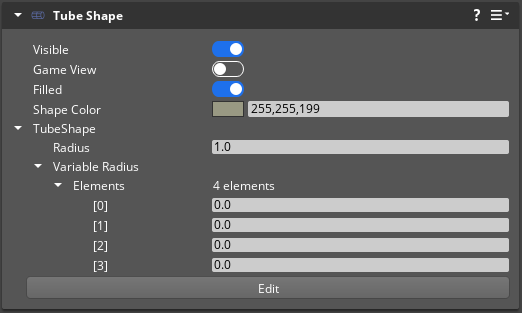 Tube Shape ?
Visible
Game View
Filled
Shape Color 255,255,199
TubeShape
Radius 1.0
Variable Radius
Elements 4 elements
[0] 0.0
[1] 0.0
[2] 0.0
[3] 0.0
Edit